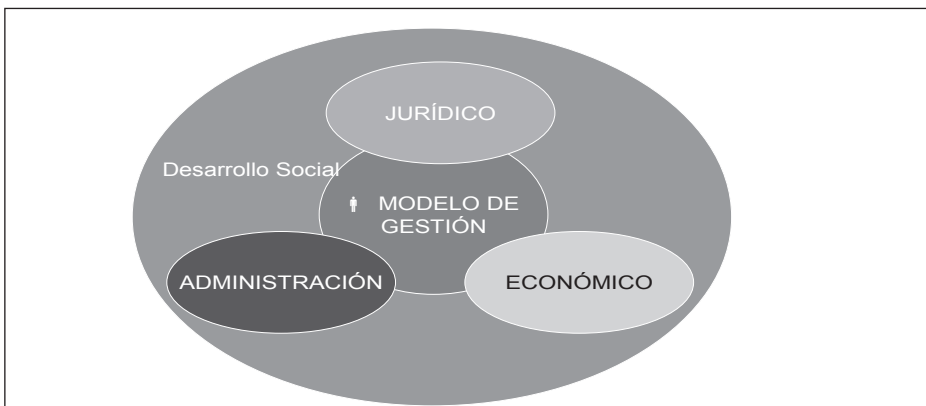 JURÍDICO
Desarrollo Social
MODELO DE
GESTIÓN
ADMINISTRACIÓN
ECONÓMICO